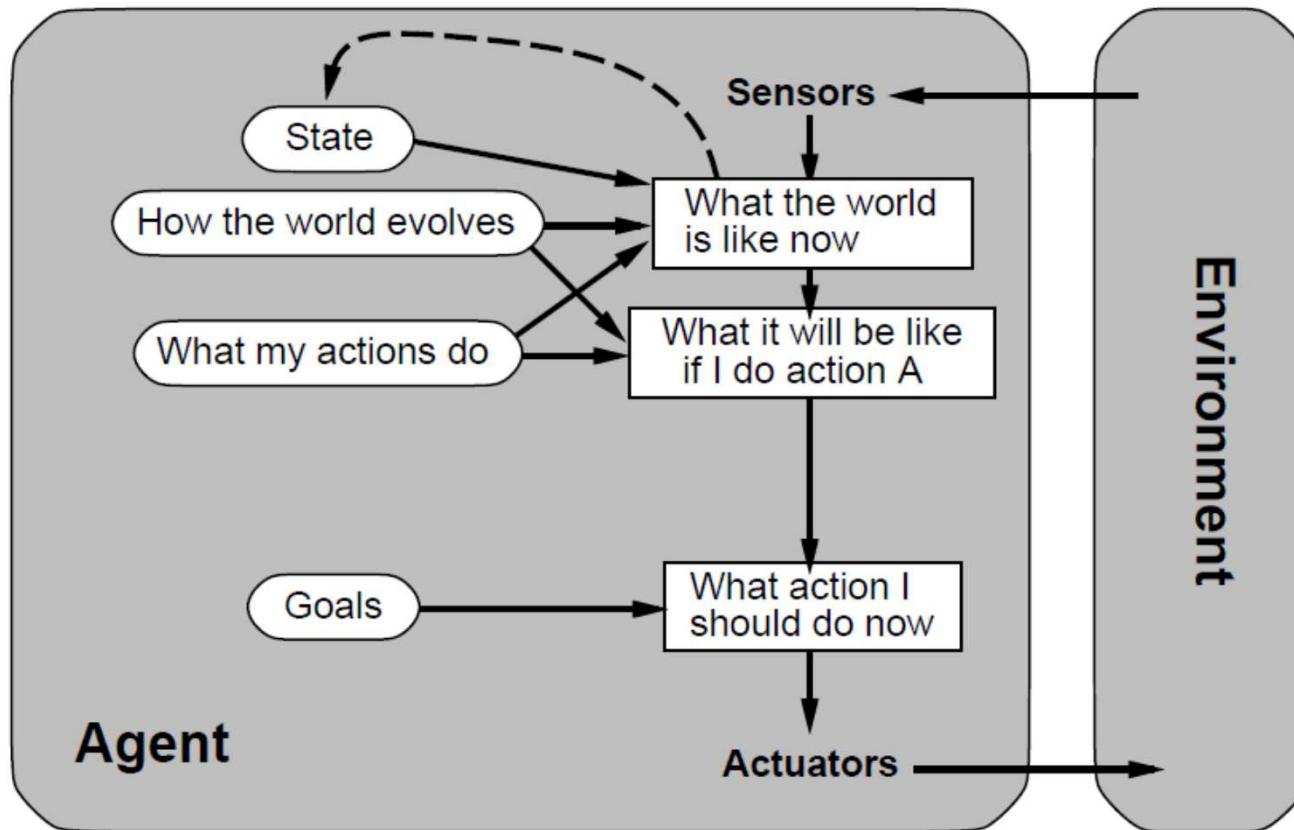 Sensors
State
What the world
is like now
How the world evolves
What it will be like
if I do action A
What my actions do
Goals
What action I
should do now
Agent
Actuators
Environment